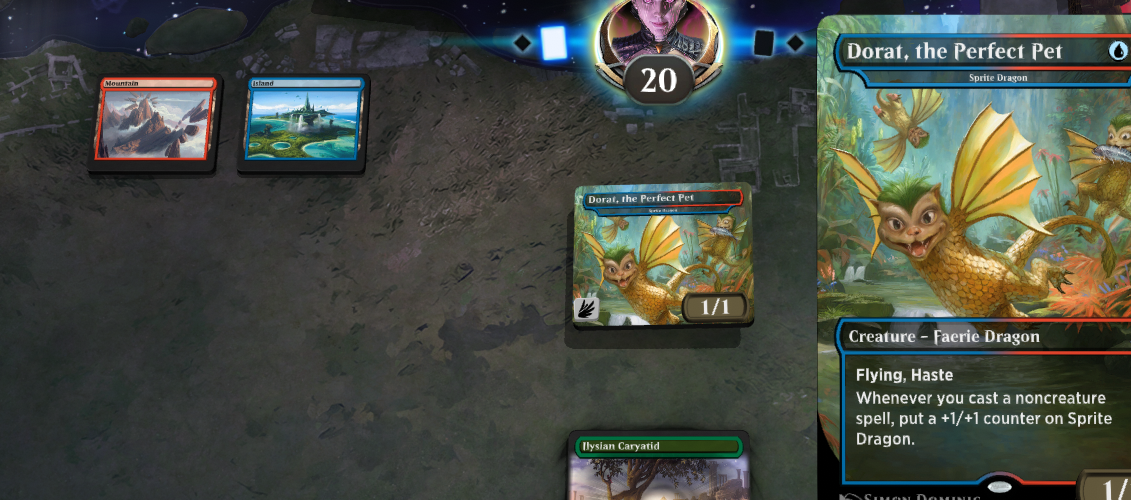 Mountain
Island
20
Dorat, the Perfect Pet
Sprite Dragon
1/1
Elysian Caryatid
Dorat, the Perfect Pet
Sprite Dragon
Creature – Faerie Dragon
Flying, Haste
Whenever you cast a noncreature
spell, put a +1/+1 counter on Sprite
Dragon.
Simon Dominic
1/